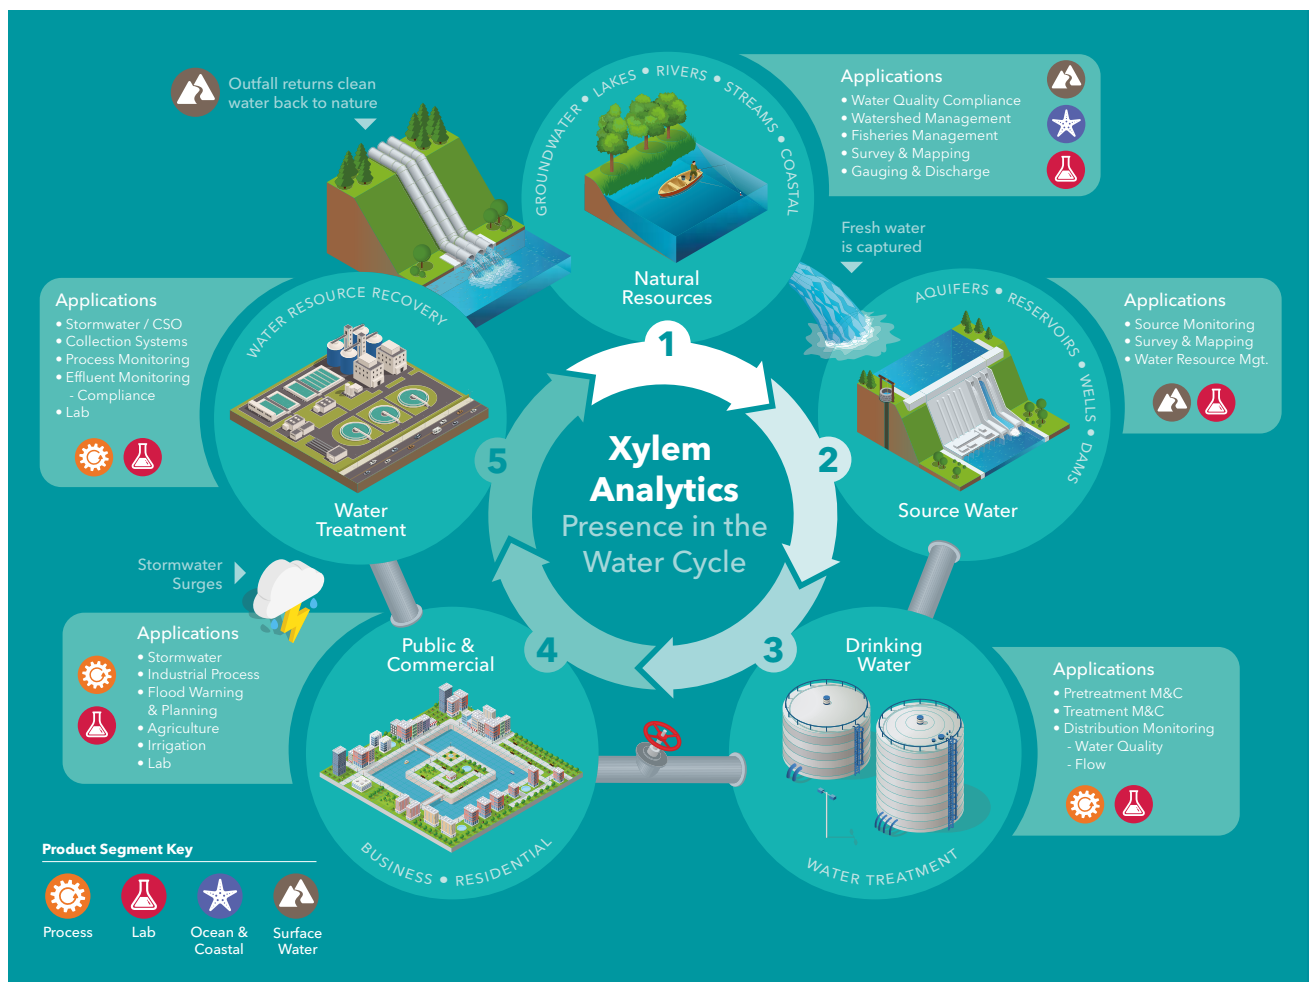 Outfall returns clean
water back to nature
GROUNDWATER • LAKES • RIVERS • STREAMS • COASTAL
Natural
Resources
Applications
• Water Quality Compliance
• Watershed Management
• Fisheries Management
• Survey & Mapping
• Gauging & Discharge
Fresh water
is captured
AQUIFERS • RESERVOIRS • WELLS • DAMS
Source Water
Applications
• Source Monitoring
• Survey & Mapping
• Water Resource Mgt.
Applications
• Stormwater / CSO
• Collection Systems
• Process Monitoring
• Effluent Monitoring
- Compliance
• Lab
WATER RESOURCE RECOVERY
Water
Treatment
1
2
3
4
5
Xylem
Analytics
Presence in the
Water Cycle
Stormwater
Surges
Applications
• Stormwater
• Industrial Process
• Flood Warning
& Planning
• Agriculture
• Irrigation
• Lab
Public &
Commercial
BUSINESS • RESIDENTIAL
Drinking
Water
WATER TREATMENT
Applications
• Pretreatment M&C
• Treatment M&C
• Distribution Monitoring
- Water Quality
- Flow
Product Segment Key
Process
Lab
Ocean &
Coastal
Surface
Water